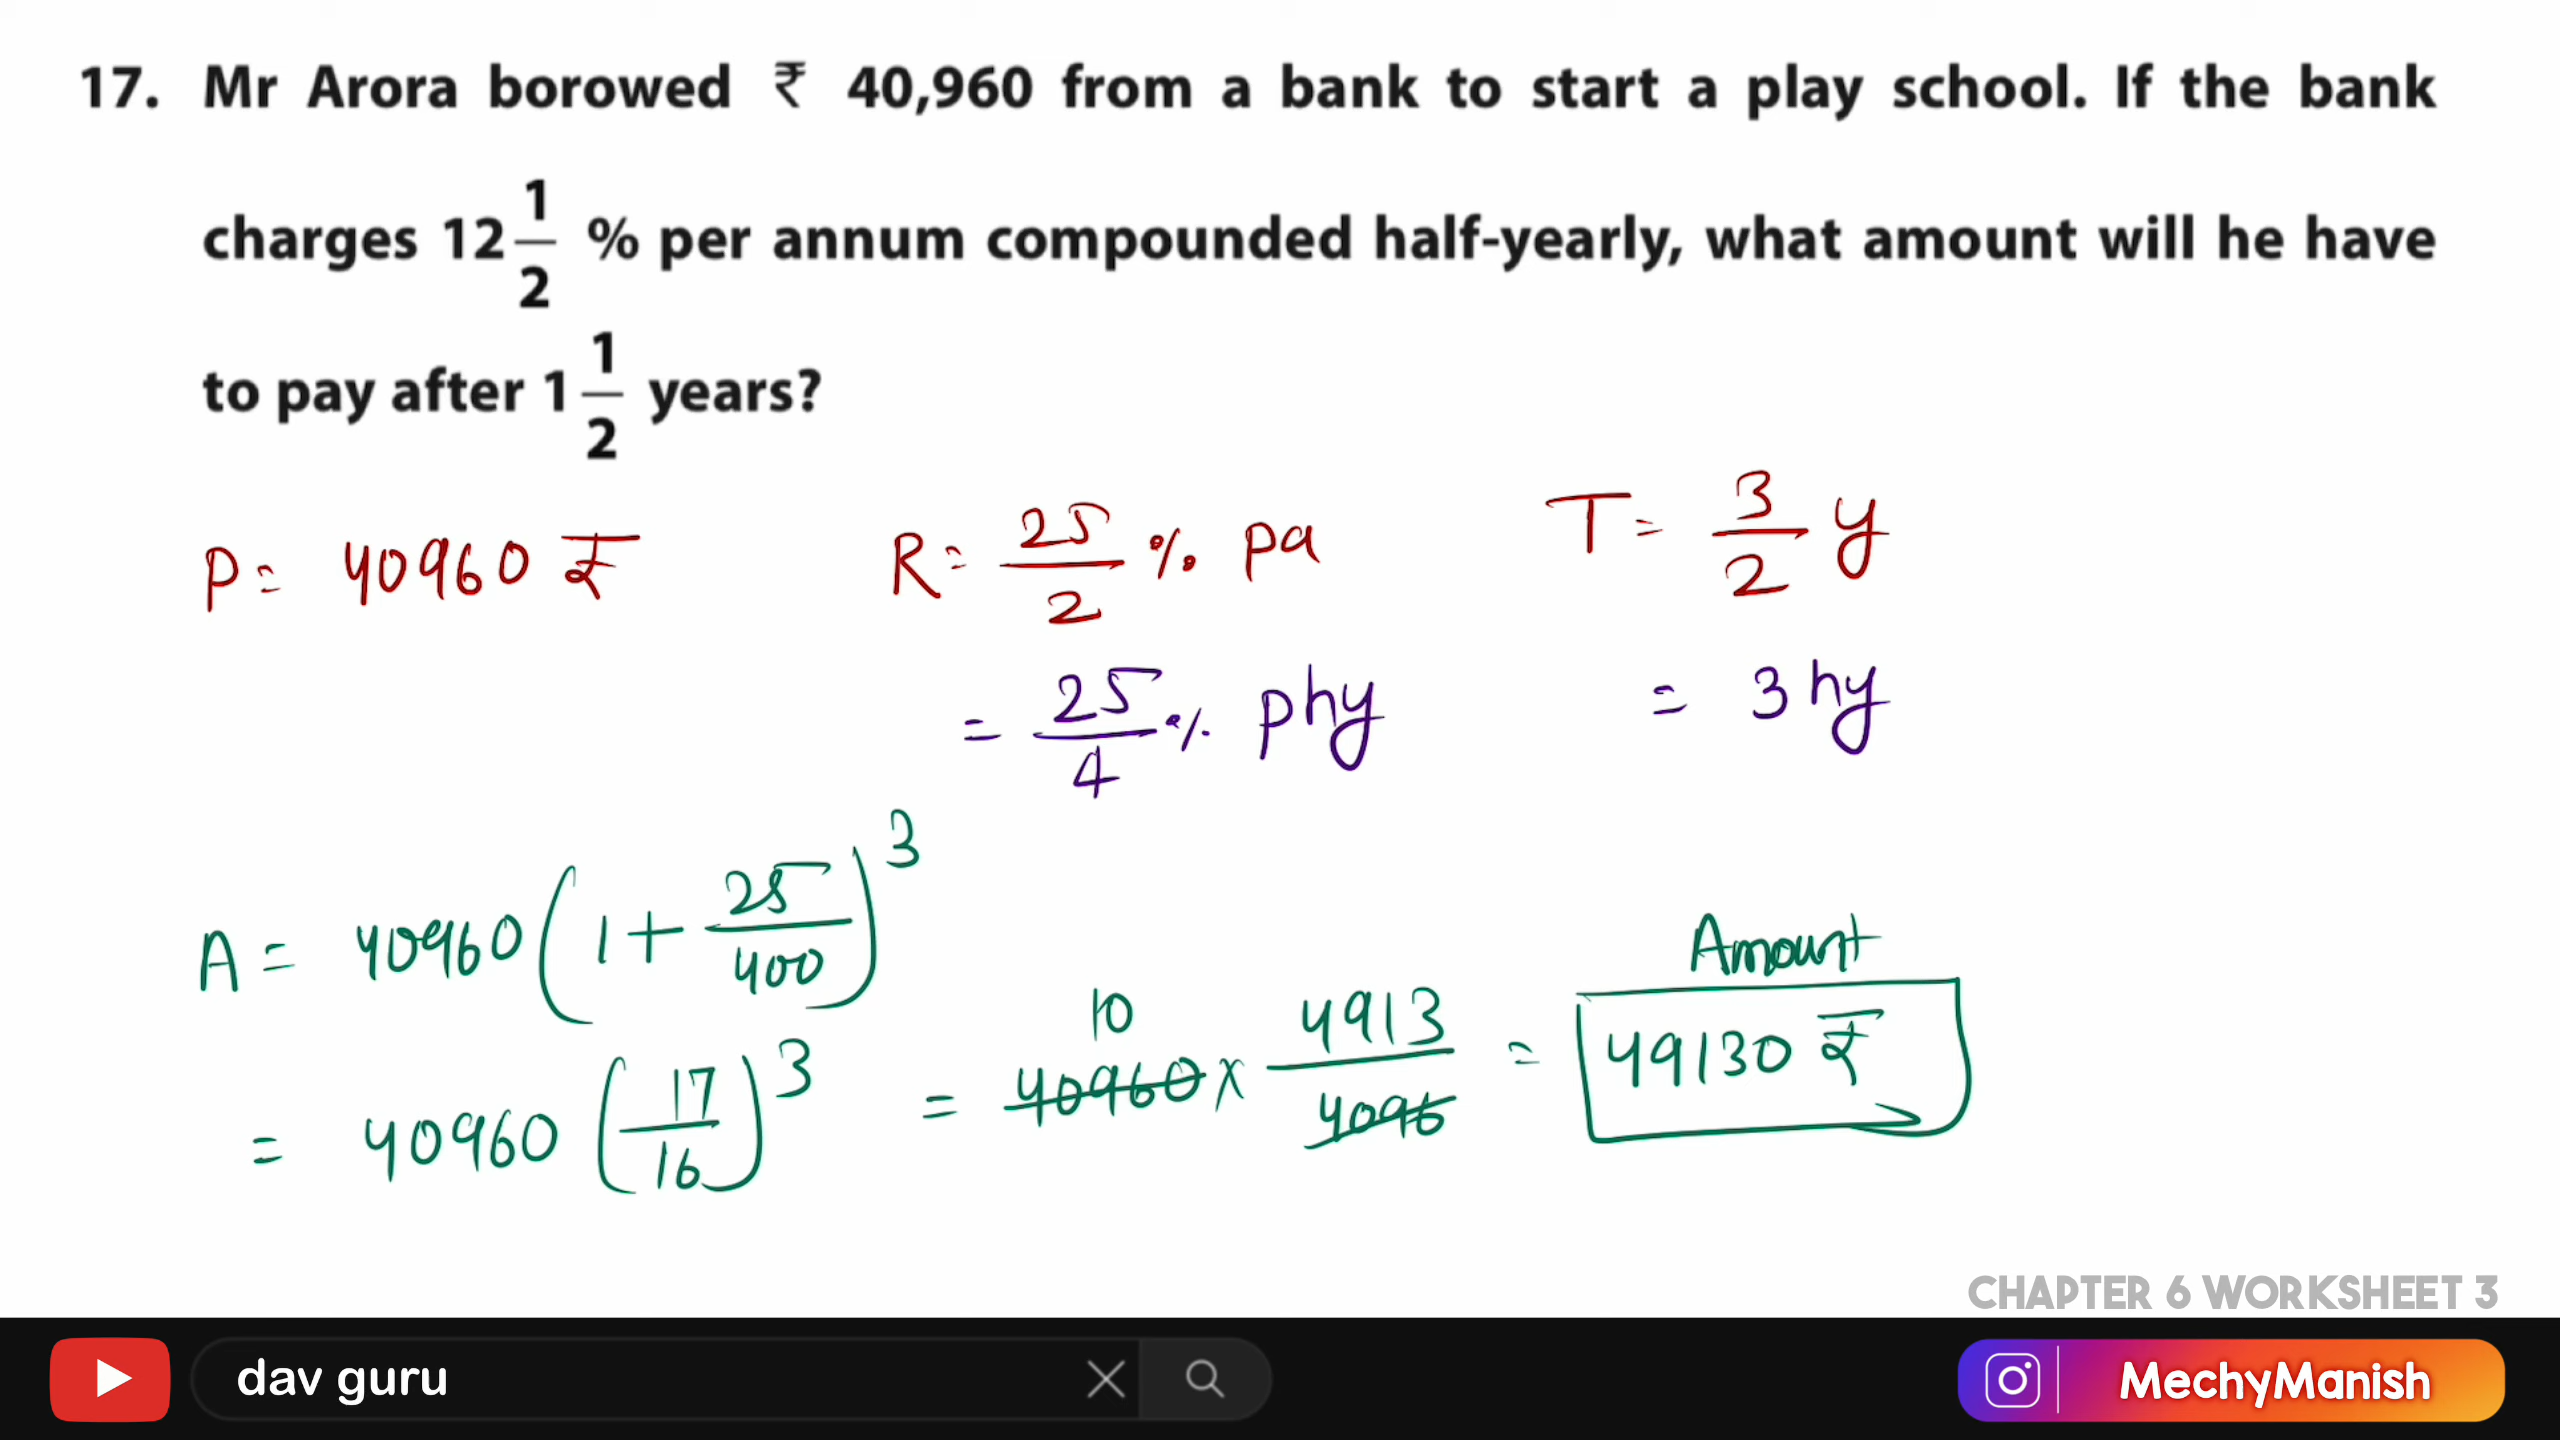 17. Mr Arora borowed ₹ 40,960 from a bank to start a play school. If the bank
charges 12 1/2 % per annum compounded half-yearly, what amount will he have
to pay after 1 1/2 years?
P= 40960 ₹ R= 25/2 % pa T= 3/2 y
= 25/4 % phy = 3 hy
A= 40960 (1+ 25/400)^3
= 40960 (17/16)^3 = 40960 x 4913/4096 = 49130 ₹
10
Amount
CHAPTER 6 WORKSHEET 3
dav guru
MechyManish